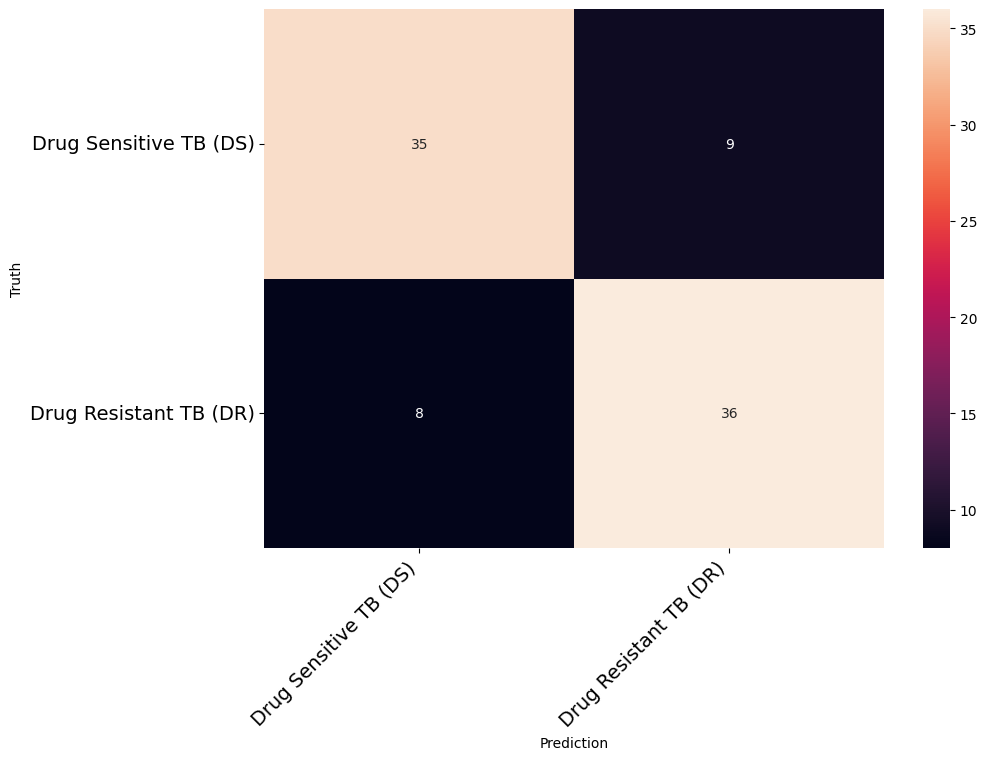 Drug Sensitive TB (DS)
35
9
Truth
Drug Resistant TB (DR)
8
36
Drug Sensitive TB (DS)
Drug Resistant TB (DR)
Prediction
35
30
25
20
15
10